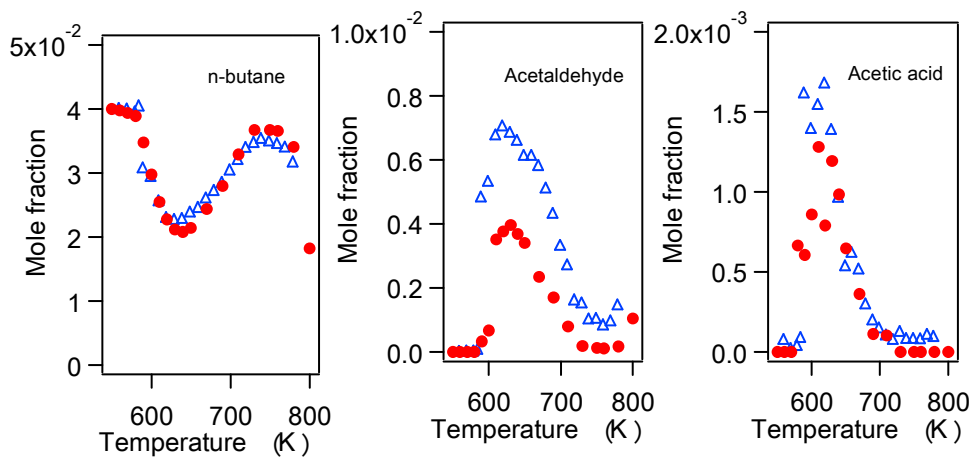 5x10-2
4
3
2
1
0
Mole fraction
n-butane
600
700
800
Temperature (K)
1.0x10-2
0.8
0.6
0.4
0.2
0.0
Mole fraction
Acetaldehyde
600
700
800
Temperature (K)
2.0x10-3
1.5
1.0
0.5
0.0
Mole fraction
Acetic acid
600
700
800
Temperature (K)